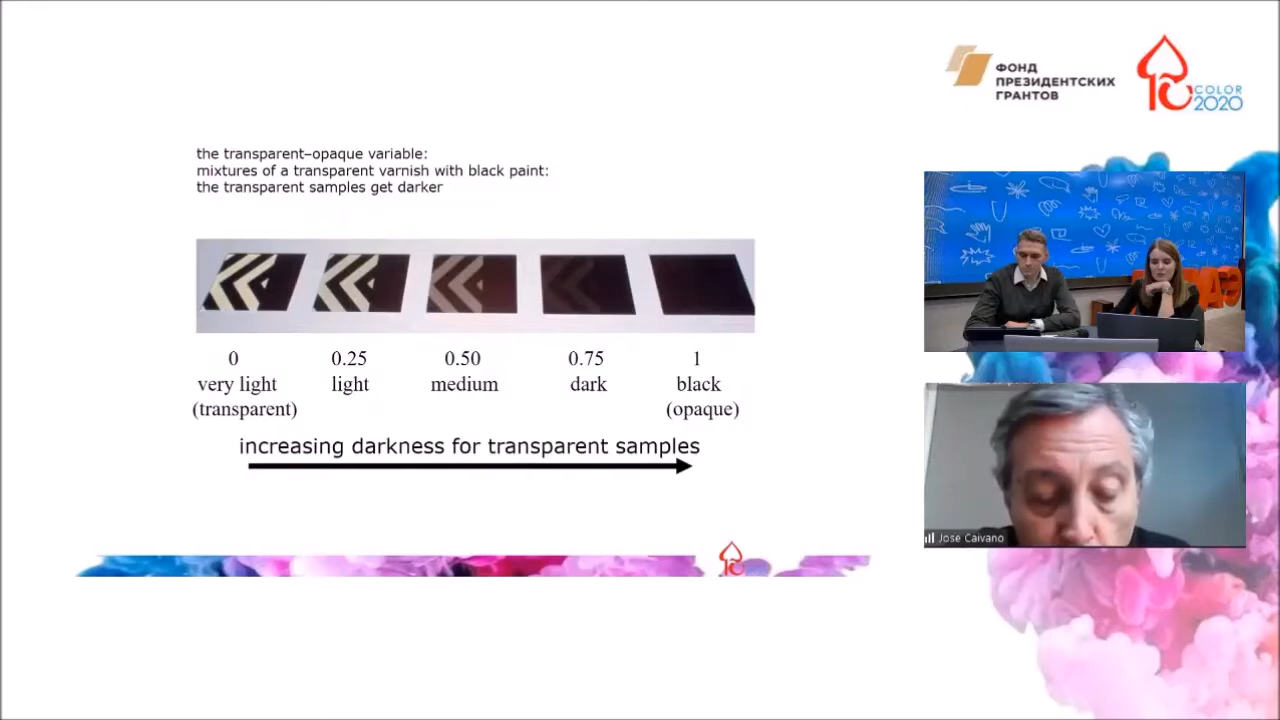 ФОНД
ПРЕЗИДЕНТСКИХ
ГРАНТОВ
COLOR
2020
the transparent–opaque variable:
mixtures of a transparent varnish with black paint:
the transparent samples get darker
0 0.25 0.50 0.75 1
very light light medium dark black
(transparent) (opaque)
increasing darkness for transparent samples
Jose Caivano